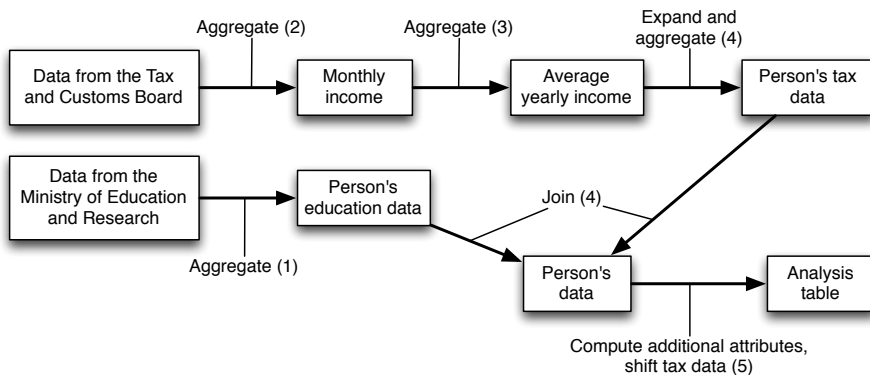 Aggregate (2)
Aggregate (3)
Expand and
aggregate (4)
Data from the Tax
and Customs Board
Monthly
income
Average
yearly income
Person's tax
data
Data from the
Ministry of Education
and Research
Person's
education data
Join (4)
Aggregate (1)
Person's
data
Analysis
table
Compute additional attributes,
shift tax data (5)